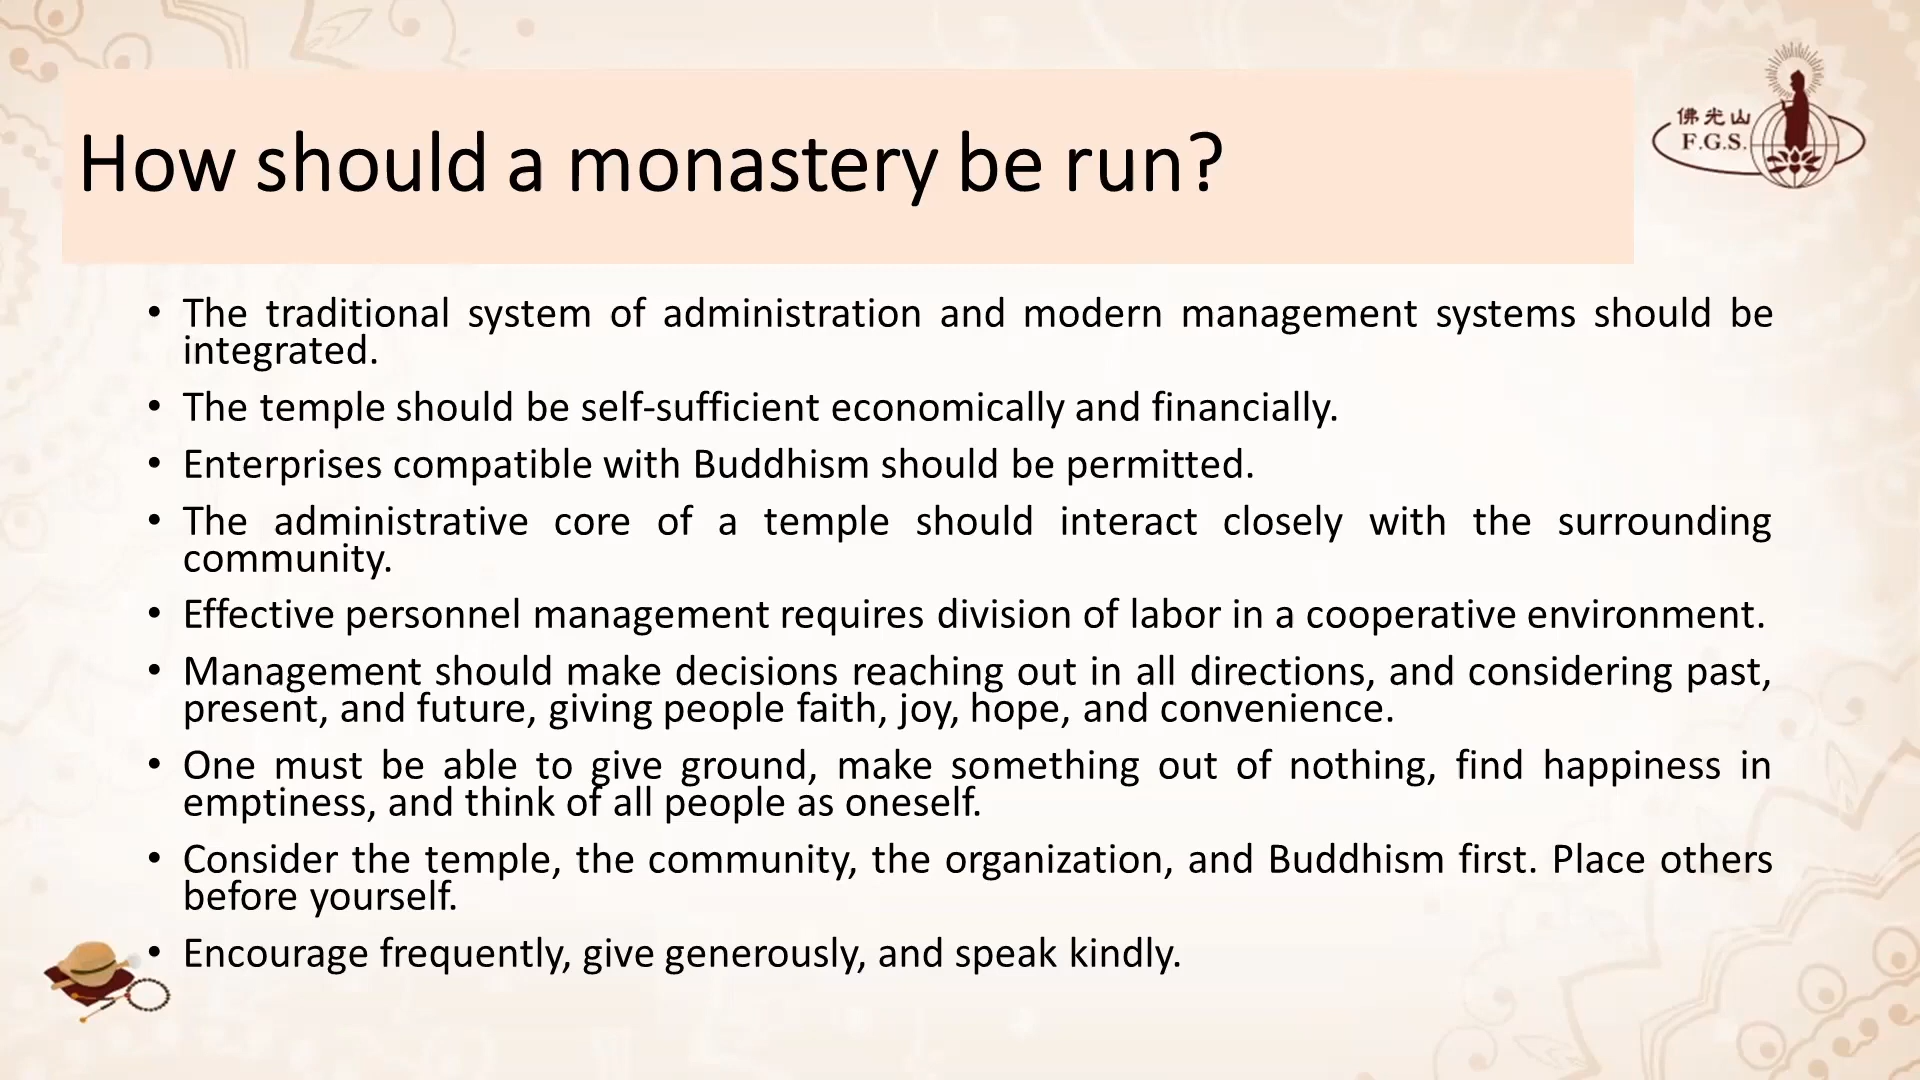 How should a monastery be run?
佛光山
F.G.S.
• The traditional system of administration and modern management systems should be
integrated.
• The temple should be self-sufficient economically and financially.
• Enterprises compatible with Buddhism should be permitted.
• The administrative core of a temple should interact closely with the surrounding
community.
• Effective personnel management requires division of labor in a cooperative environment.
• Management should make decisions reaching out in all directions, and considering past,
present, and future, giving people faith, joy, hope, and convenience.
• One must be able to give ground, make something out of nothing, find happiness in
emptiness, and think of all people as oneself.
• Consider the temple, the community, the organization, and Buddhism first. Place others
before yourself.
• Encourage frequently, give generously, and speak kindly.